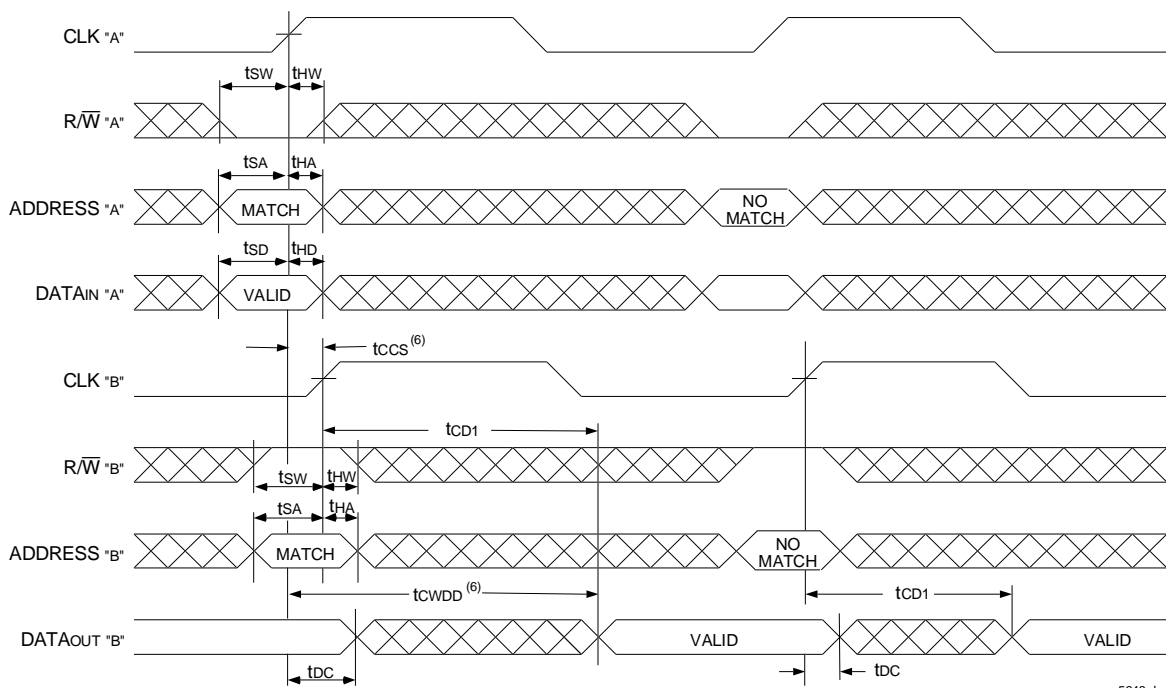 CLK "A"
tSW tHW
R/W̅ "A"
tSA tHA
ADDRESS "A" MATCH NO MATCH
tSD tHD
DATAIN "A" VALID
tCCS(6)
CLK "B"
tCD1
R/W̅ "B"
tSW tHW
tSA tHA
ADDRESS "B" MATCH NO MATCH
tCWDD(6) tCD1
DATAOUT "B" VALID VALID
tDC tDC